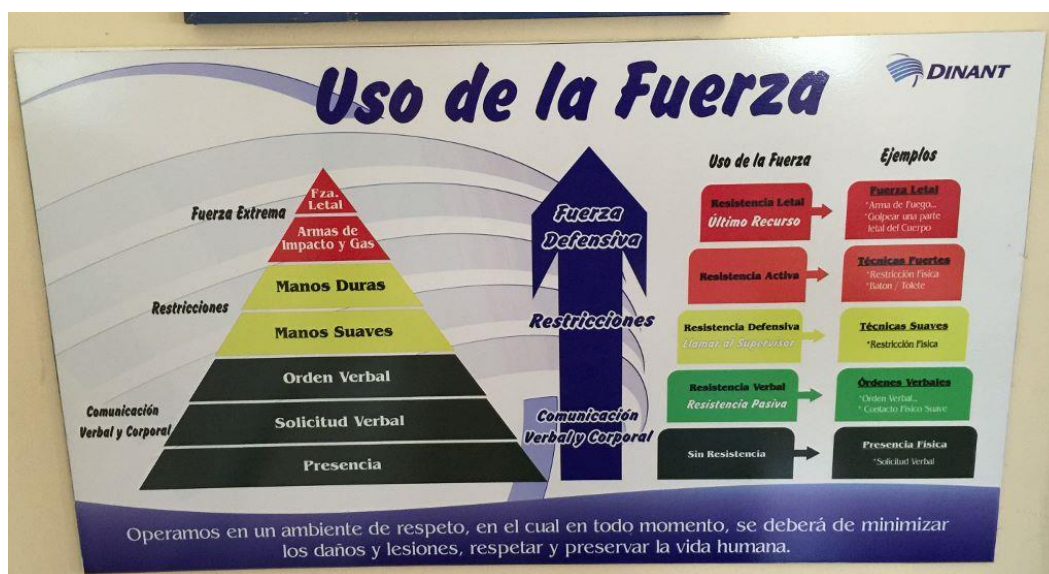 Uso de la Fuerza
DINANT
Fuerza Extrema
Restricciones
Comunicación
Verbal y Corporal
Fza.
Letal
Armas de
Impacto y Gas
Manos Duras
Manos Suaves
Orden Verbal
Solicitud Verbal
Presencia
Fuerza
Defensiva
Restricciones
Comunicación
Verbal y Corporal
Uso de la Fuerza
Ejemplos
Resistencia Letal
Último Recurso
Fuerza Letal
*Arma de Fuego...
*Golpear una parte
letal del Cuerpo
Resistencia Activa
Técnicas Fuertes
*Restricción Física
*Baton / Tolete
Resistencia Defensiva
Llamar al Supervisor
Técnicas Suaves
*Restricción Física
Resistencia Verbal
Resistencia Pasiva
Órdenes Verbales
*Orden Verbal...
* Contacto Físico Suave
Sin Resistencia
Presencia Física
*Solicitud Verbal
Operamos en un ambiente de respeto, en el cual en todo momento, se deberá de minimizar
los daños y lesiones, respetar y preservar la vida humana.